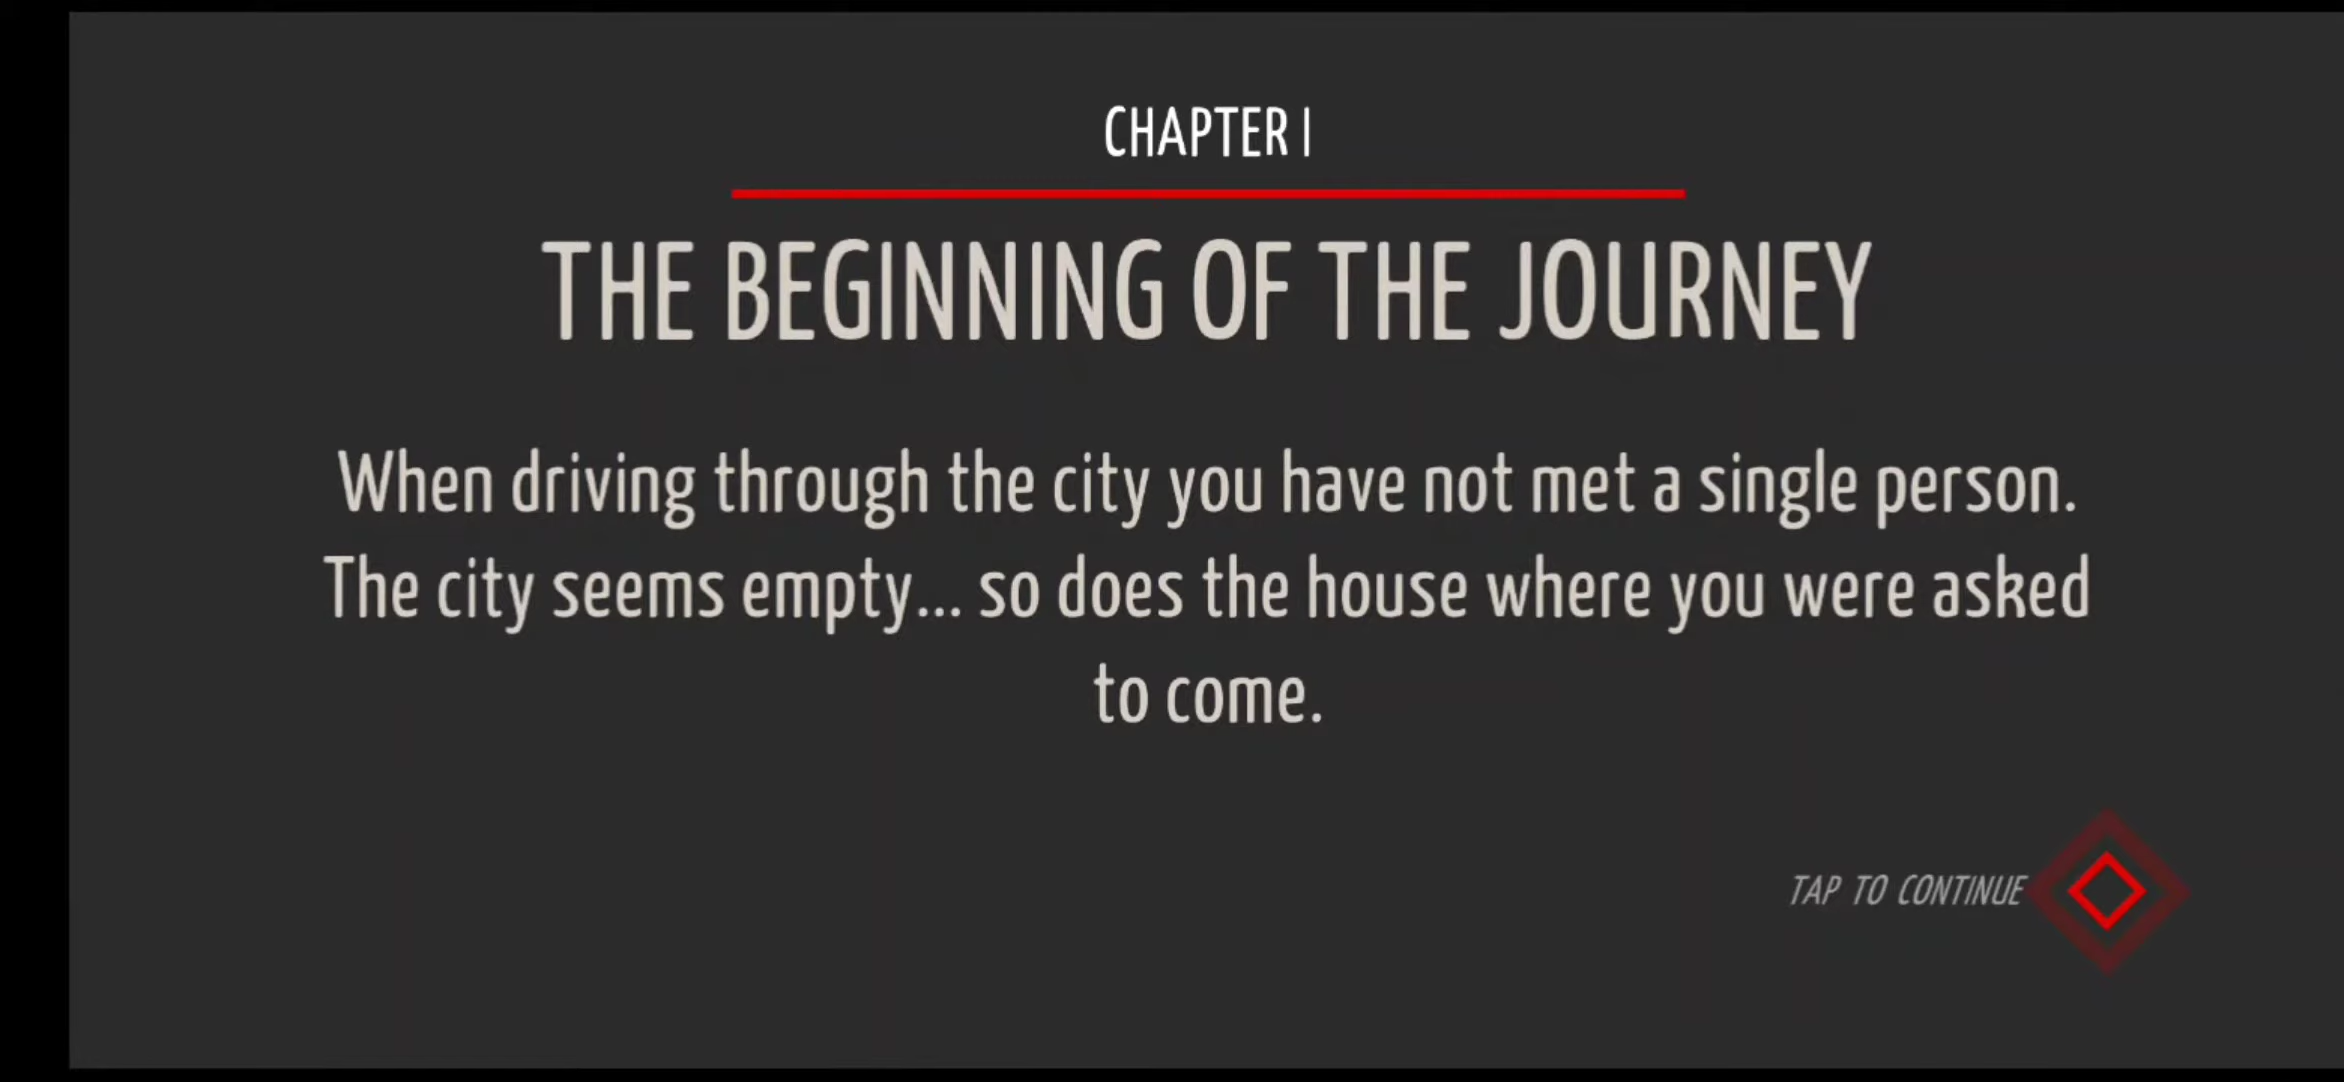 CHAPTER I
THE BEGINNING OF THE JOURNEY
When driving through the city you have not met a single person.
The city seems empty... so does the house where you were asked
to come.
TAP TO CONTINUE